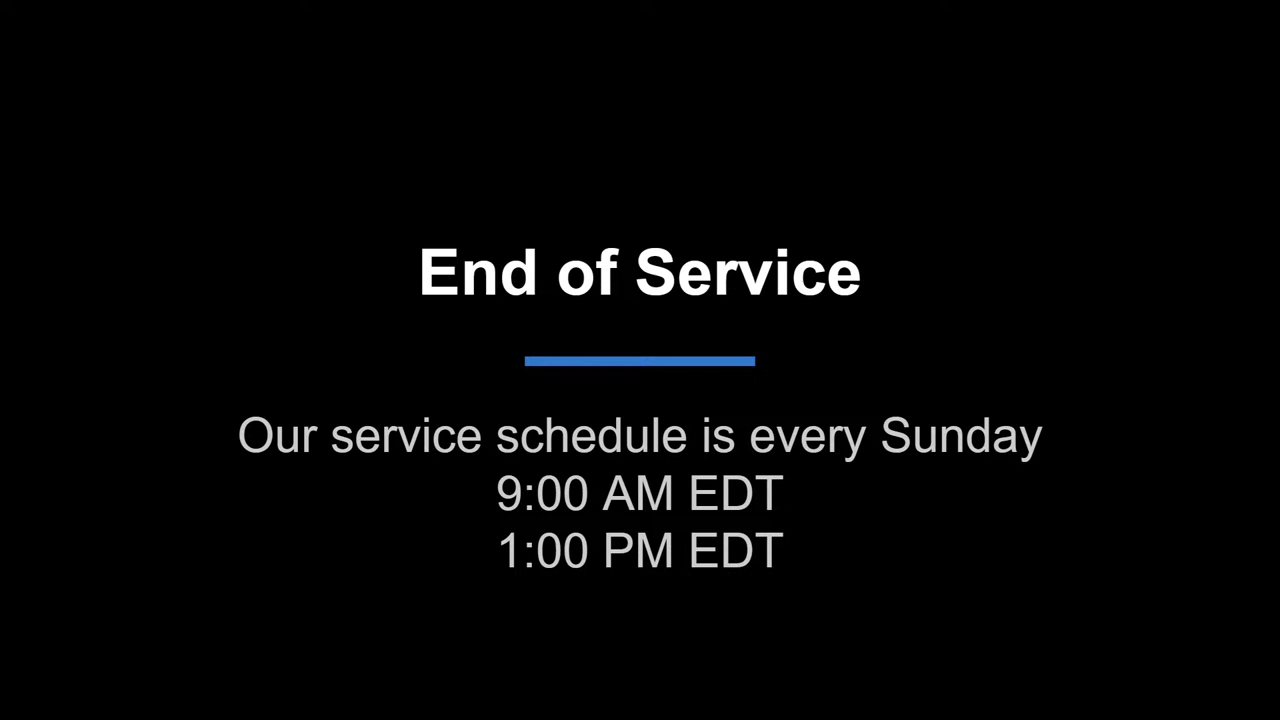 End of Service
Our service schedule is every Sunday
9:00 AM EDT
1:00 PM EDT